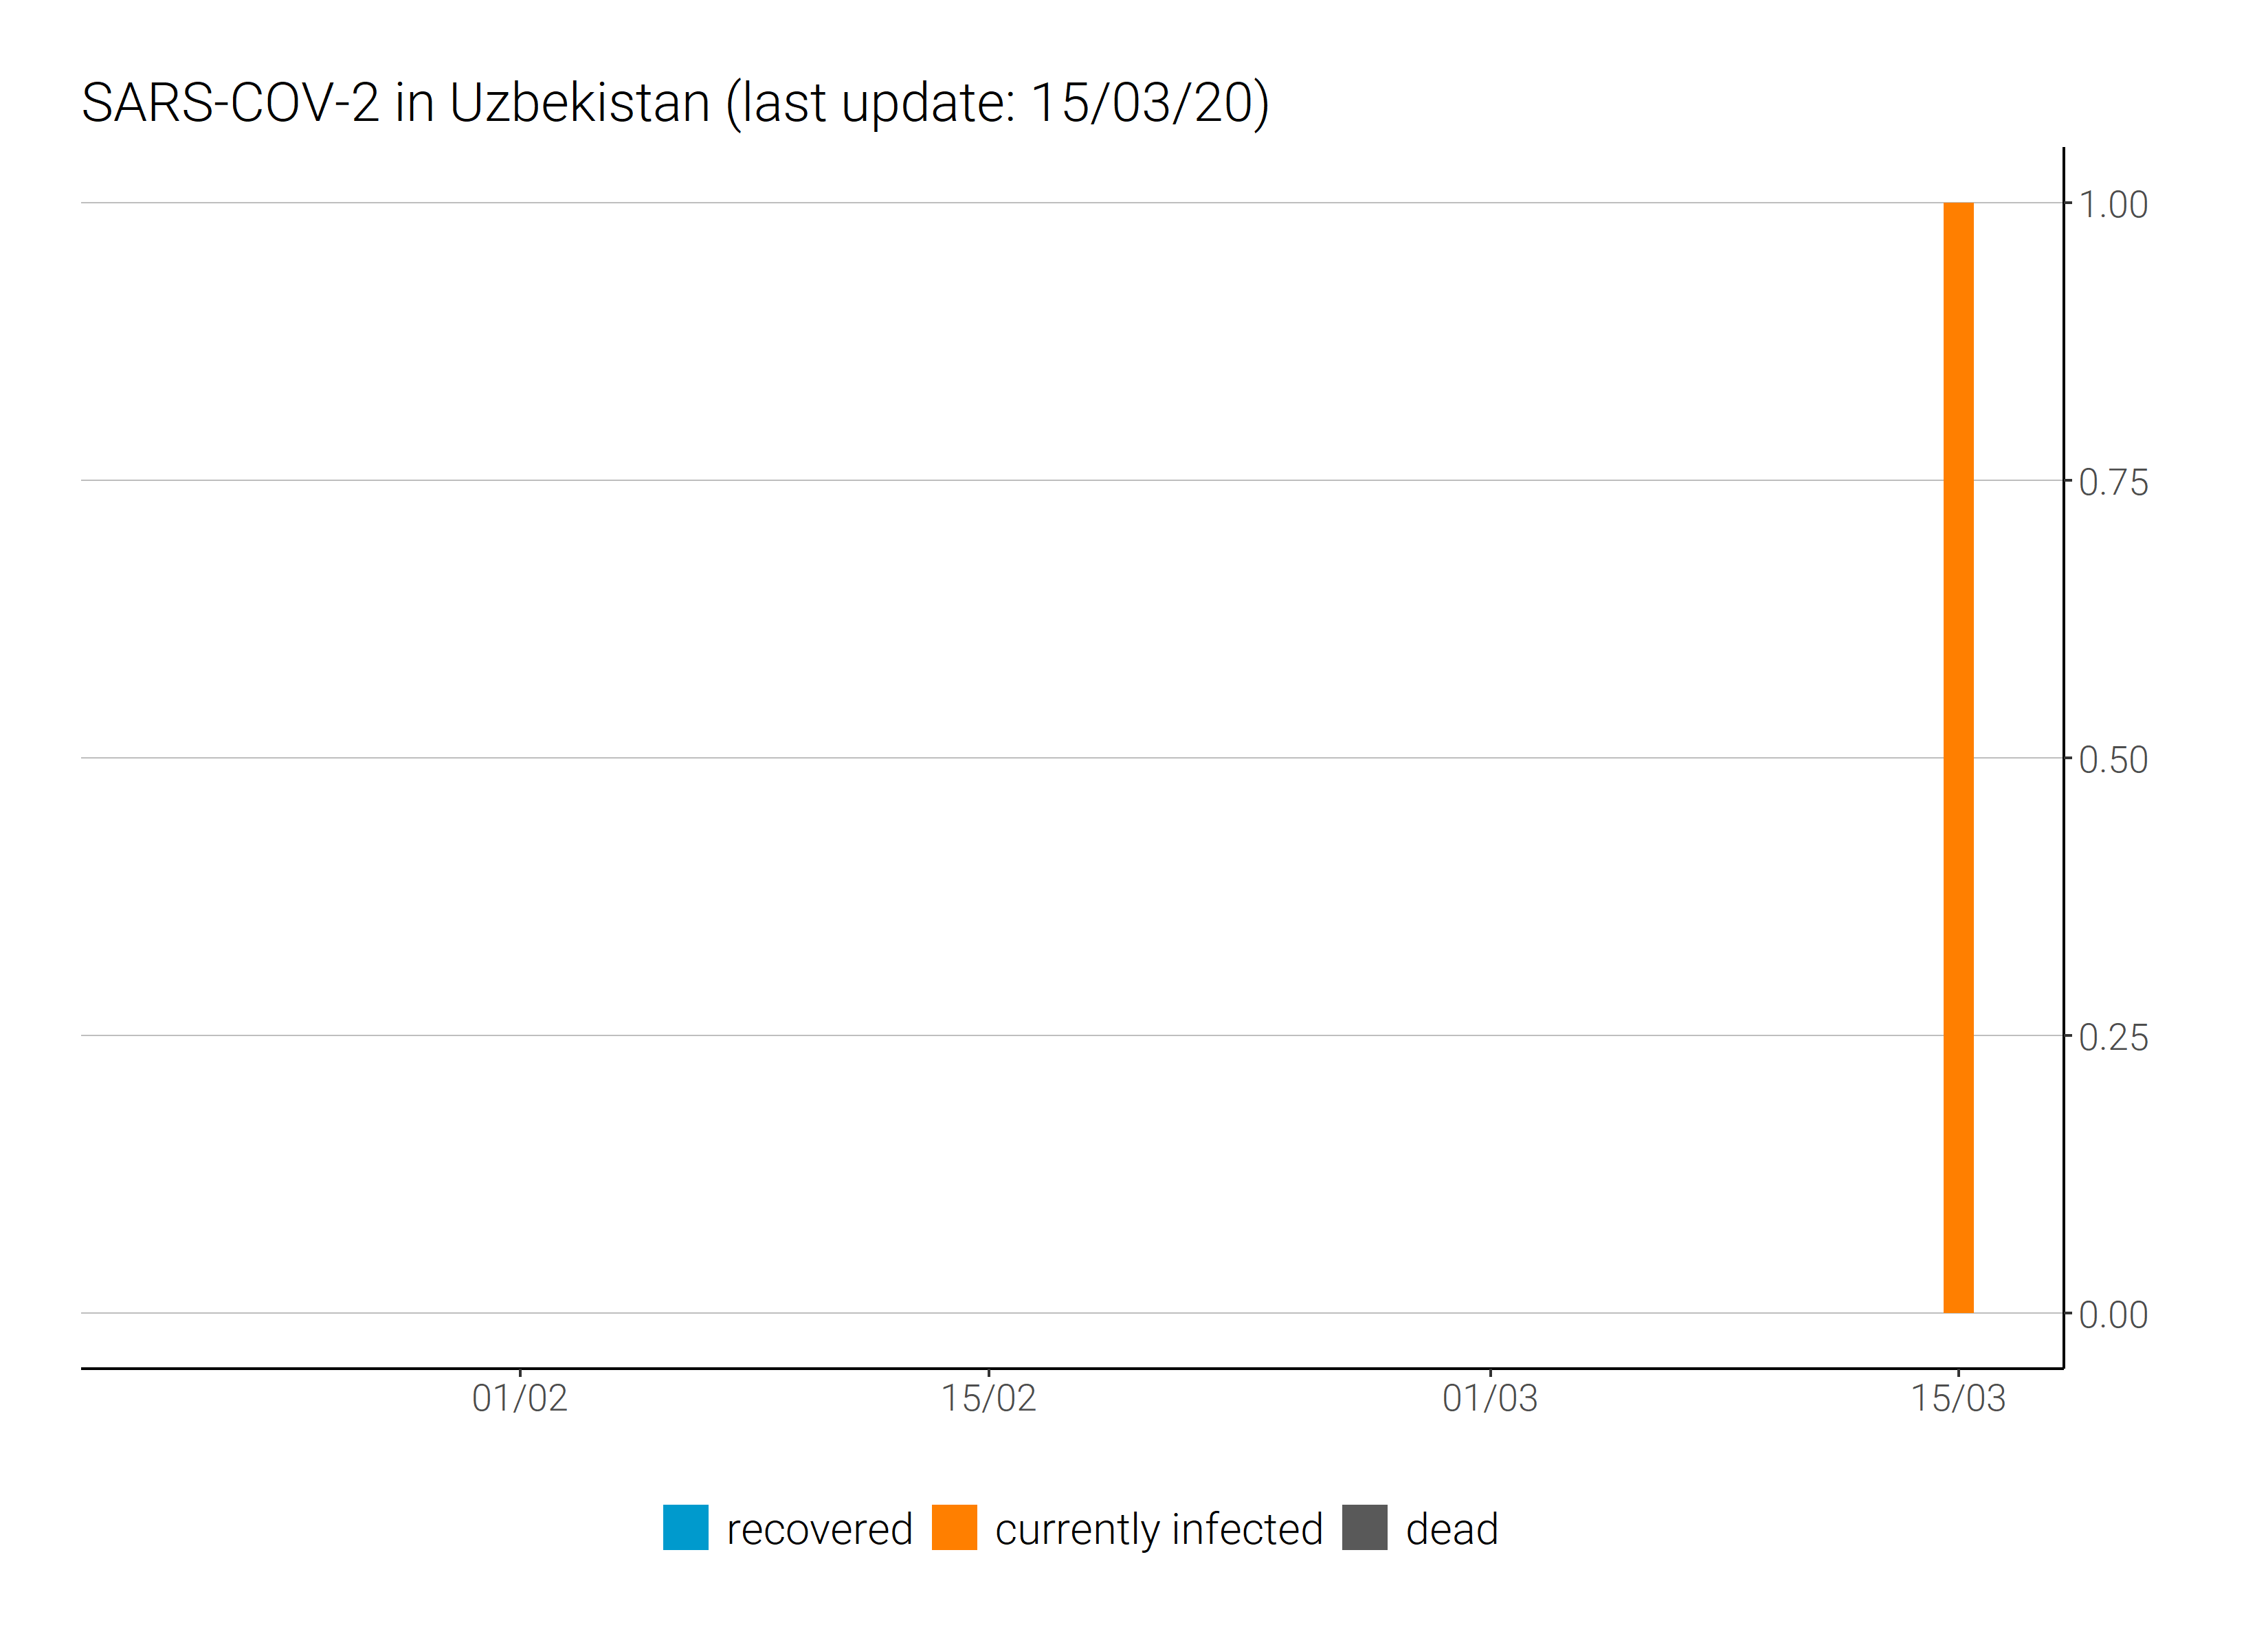 SARS-COV-2 in Uzbekistan (last update: 15/03/20)
1.00
0.75
0.50
0.25
0.00
01/02 15/02 01/03 15/03
recovered currently infected dead